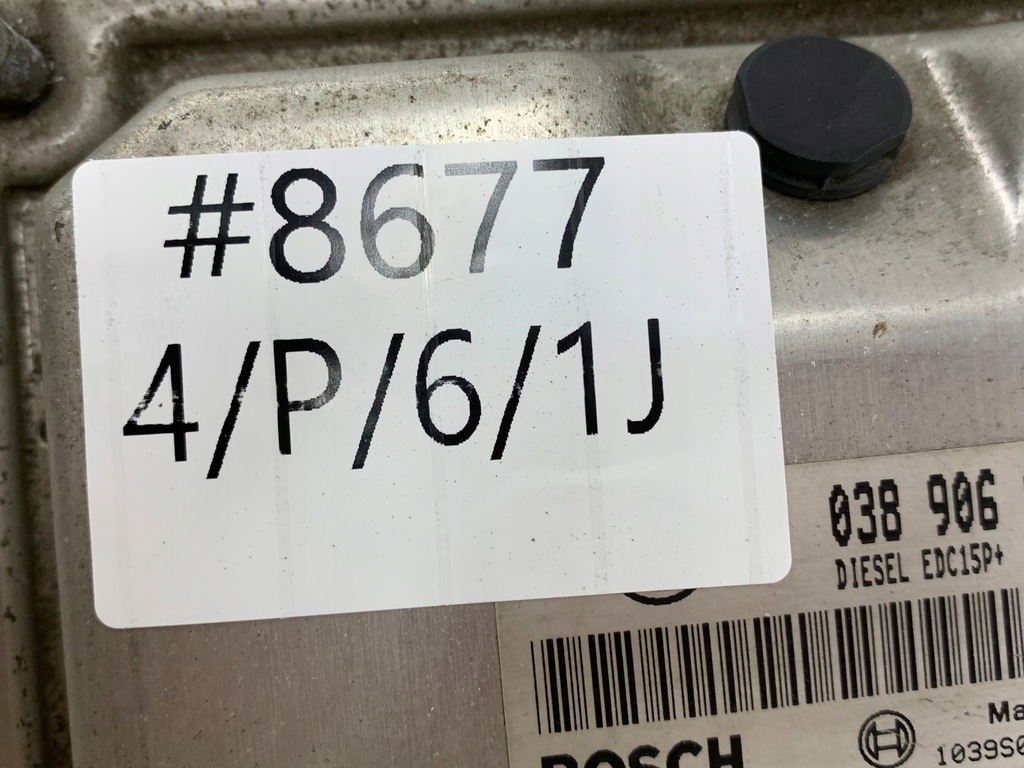 #8677
4/P/6/1J
038 906
DIESEL EDC15P+
BOSCH